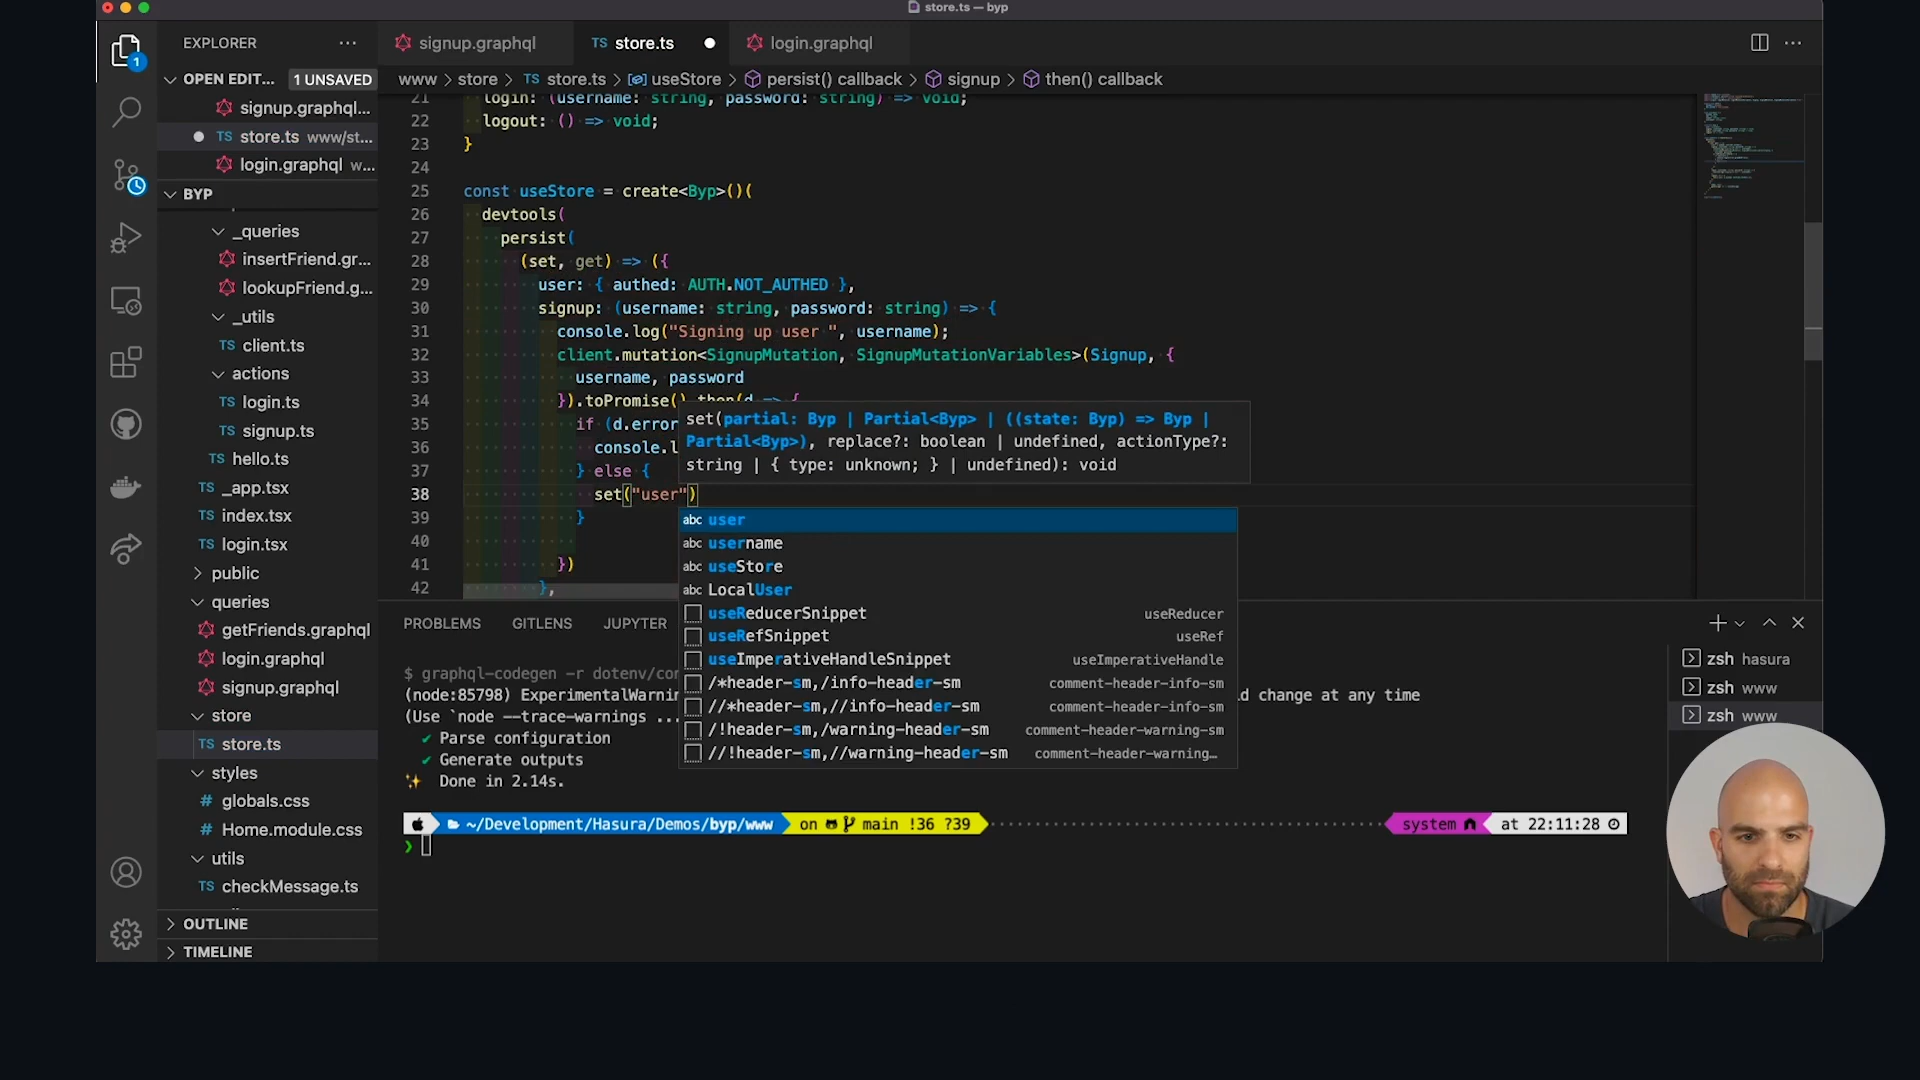 store.ts — byp
EXPLORER
signup.graphql
TS store.ts
login.graphql
1
OPEN EDIT... 1 UNSAVED
www > store > TS store.ts > useStore > persist() callback > signup > then() callback
signup.graphql...
TS store.ts www/st...
login.graphql w...
BYP
_queries
insertFriend.gr...
lookupFriend.g...
_utils
TS client.ts
actions
TS login.ts
TS signup.ts
TS hello.ts
TS _app.tsx
TS index.tsx
TS login.tsx
public
queries
getFriends.graphql
login.graphql
signup.graphql
store
TS store.ts
styles
# globals.css
# Home.module.css
utils
TS checkMessage.ts
OUTLINE
TIMELINE
21 login: (username: string, password: string) => void;
22 logout: () => void;
23 }
24
25 const useStore = create<Byp>()(
26 devtools(
27 persist(
28 (set, get) => ({
29 user: { authed: AUTH.NOT_AUTHED },
30 signup: (username: string, password: string) => {
31 console.log("Signing up user ", username);
32 client.mutation<SignupMutation, SignupMutationVariables>(Signup, {
33 username, password
34 }).toPromise().then(d => {
35 if (d.error
36 console.l
37 } else {
38 set("user")
39 }
40
41 })
42 },
set(partial: Byp | Partial<Byp> | ((state: Byp) => Byp |
Partial<Byp>), replace?: boolean | undefined, actionType?:
string | { type: unknown; } | undefined): void
abc user
abc username
abc useStore
abc LocalUser
useReducerSnippet useReducer
useRefSnippet useRef
useImperativeHandleSnippet useImperativeHandle
/*header-sm,/info-header-sm comment-header-info-sm
//*header-sm,//info-header-sm comment-header-info-sm
/!header-sm,/warning-header-sm comment-header-warning-sm
//!header-sm,//warning-header-sm comment-header-warning...
PROBLEMS GITLENS JUPYTER
$ graphql-codegen -r dotenv/con
(node:85798) ExperimentalWarnin
d change at any time
(Use `node --trace-warnings ...
✔ Parse configuration
✔ Generate outputs
✨ Done in 2.14s.
~/Development/Hasura/Demos/byp/www on main !36 ?39
system at 22:11:28
❯
zsh hasura
zsh www
zsh www